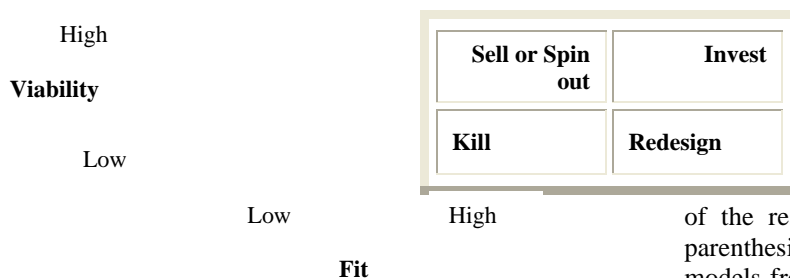 High
Viability
Low
Sell or Spin
out
Invest
Kill
Redesign
Low
High
Fit
of the re
parenthesi
models fr